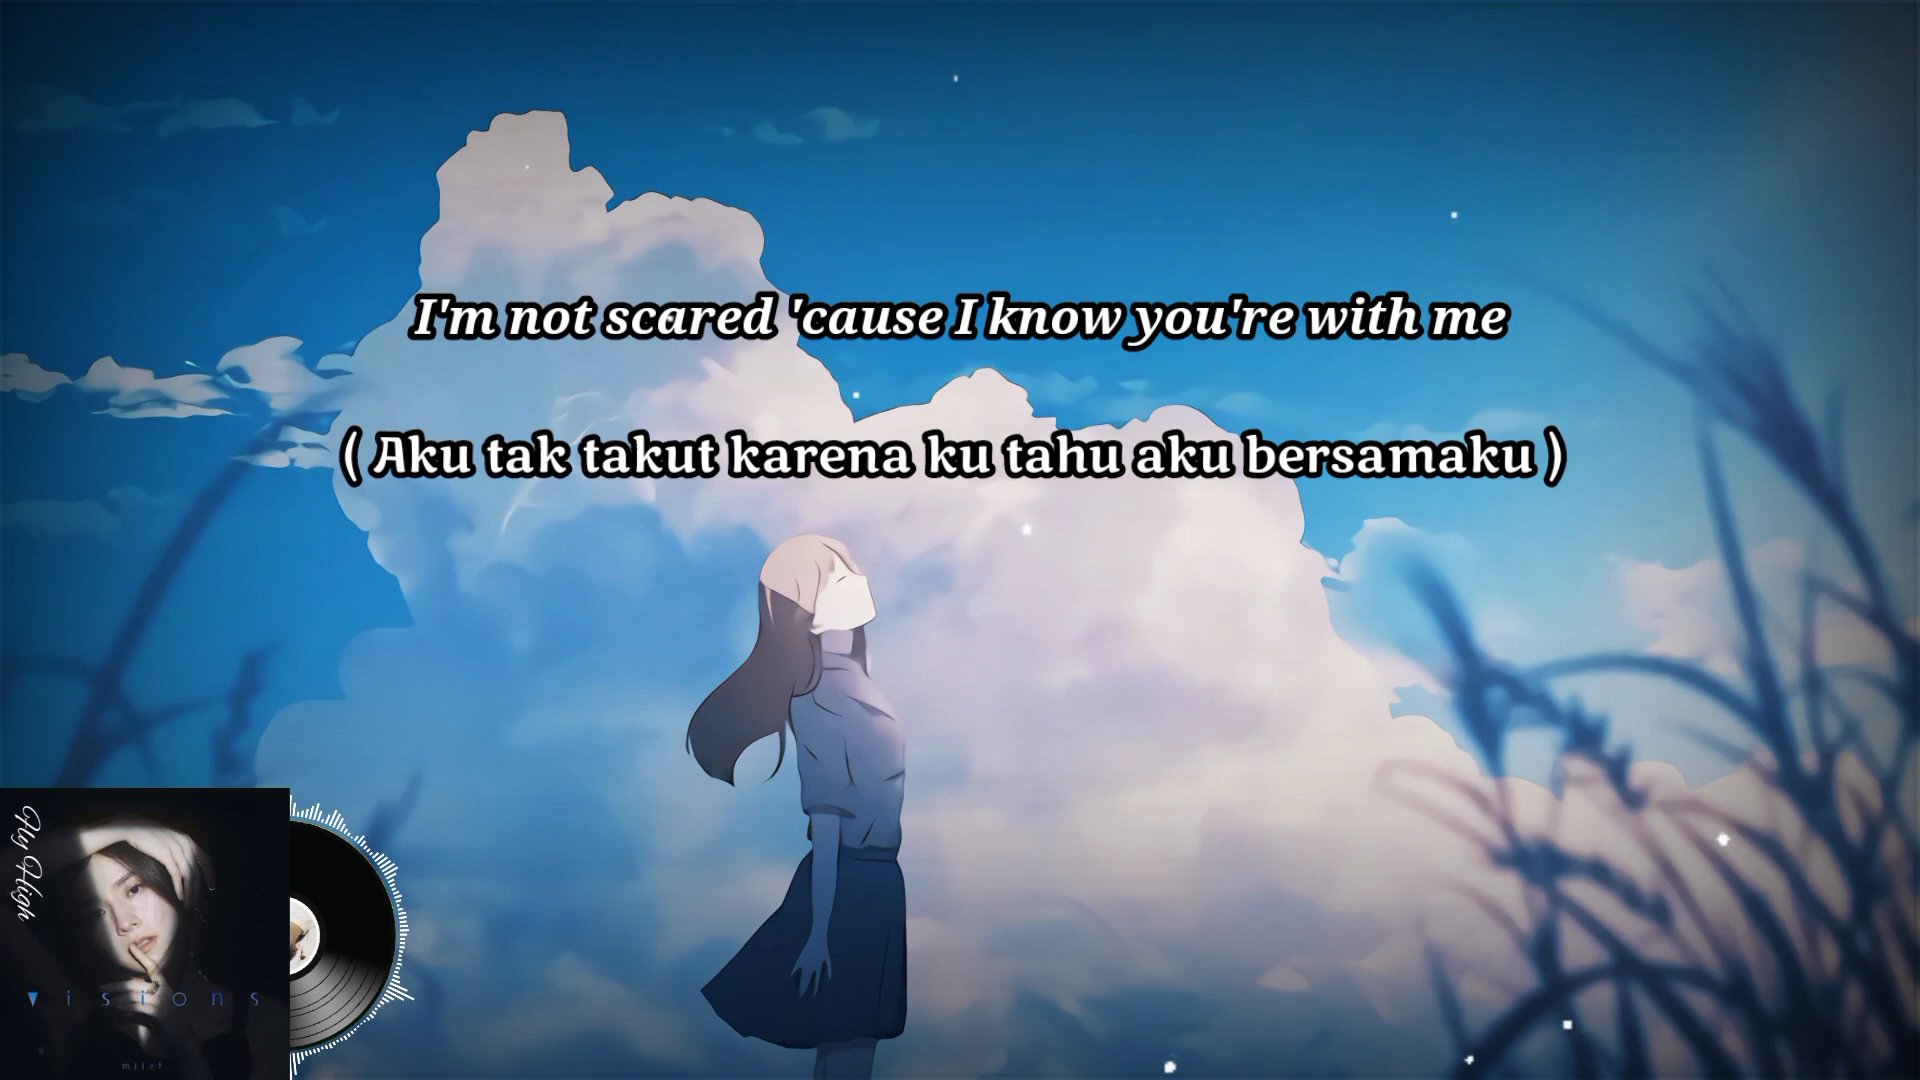 I'm not scared 'cause I know you're with me
( Aku tak takut karena ku tahu aku bersamaku )
Fly High
visions
milet